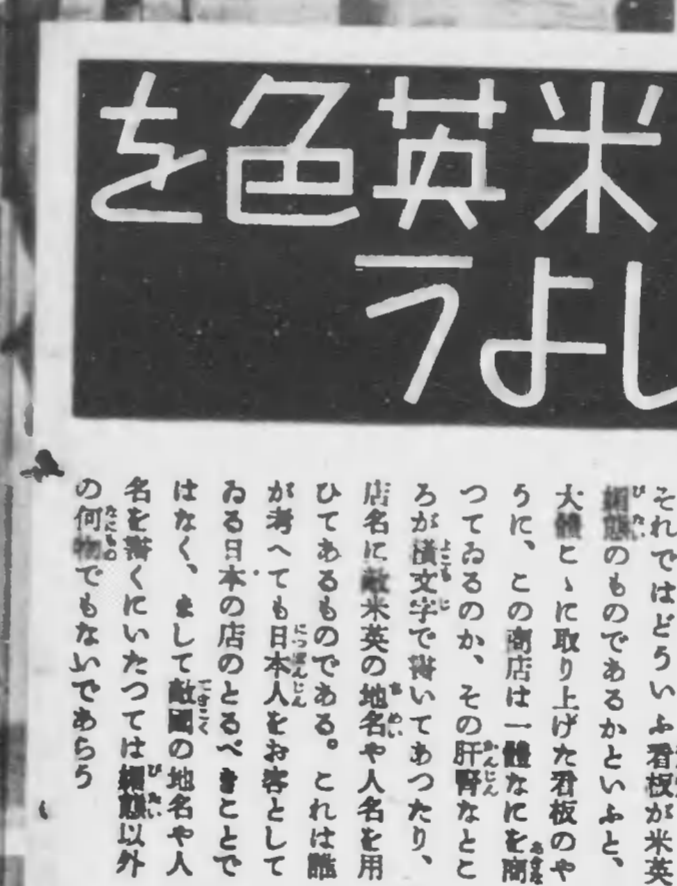 米英色を
しよう
それではどういふ看板が米英
媚態のものであるかといふと、
大體とゝに取り上げた看板のや
うに、この商店は一體なにを商
つてゐるのか、その肝腎なとこ
ろが横文字で書いてあつたり、
店名に敵米英の地名や人名を用
ひてあるものである。これは誰
が考へても日本人をお客として
ゐる日本の店のとるべきことで
はなく、まして敵國の地名や人
名を書くにいたつては媚態以外
の何物でもないであらう